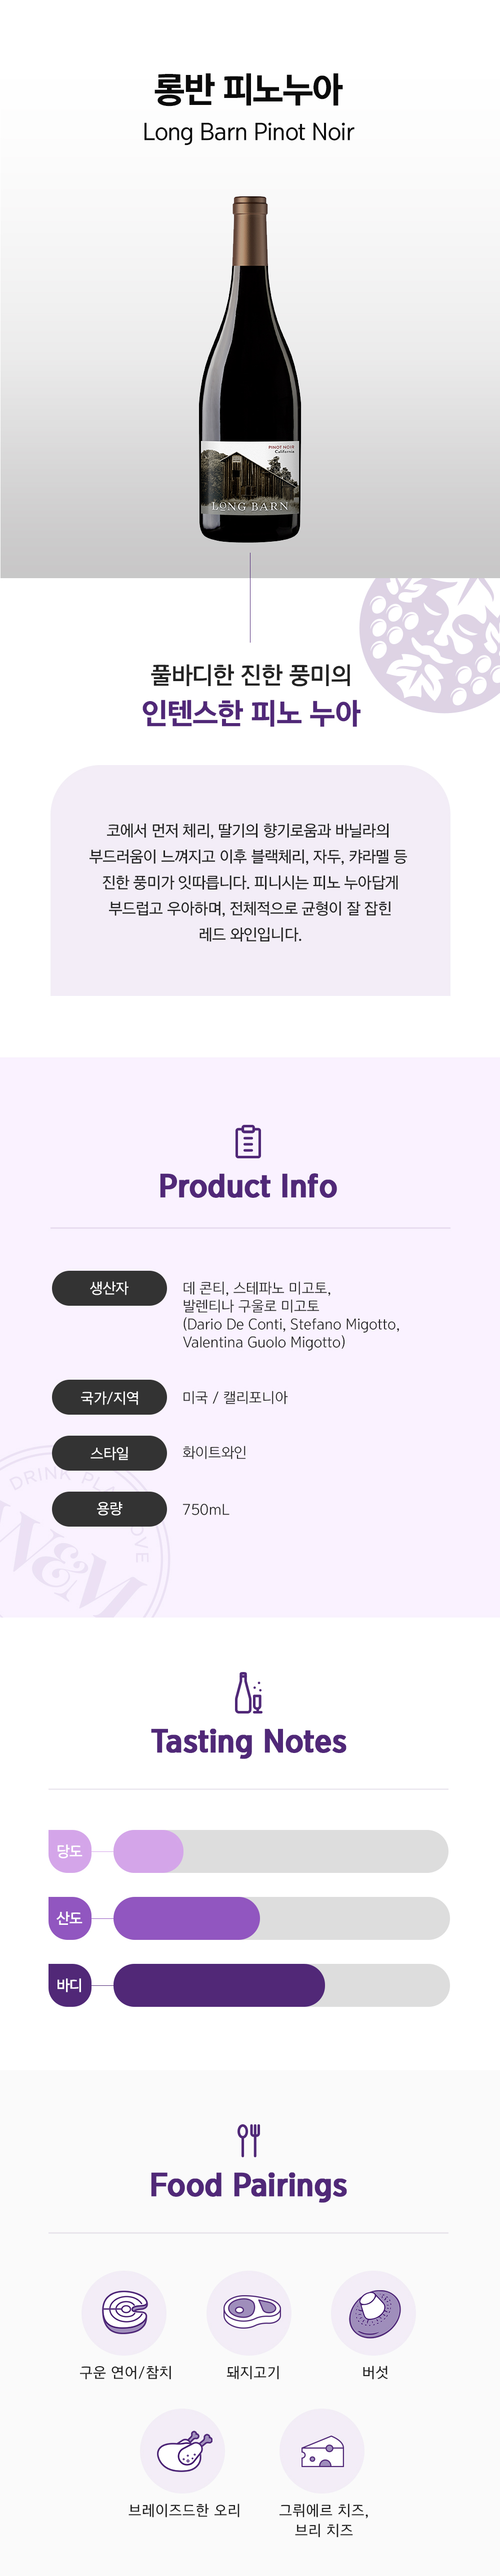 롱반 피노누아
Long Barn Pinot Noir
PINOT NOIR
California
LONG BARN
풀바디한 진한 풍미의
인텐스한 피노 누아
코에서 먼저 체리, 딸기의 향기로움과 바닐라의
부드러움이 느껴지고 이후 블랙체리, 자두, 캬라멜 등
진한 풍미가 잇따릅니다. 피니시는 피노 누아답게
부드럽고 우아하며, 전체적으로 균형이 잘 잡힌
레드 와인입니다.
Product Info
생산자
데 콘티, 스테파노 미고토,
발렌티나 구울로 미고토
(Dario De Conti, Stefano Migotto,
Valentina Guolo Migotto)
국가/지역
미국 / 캘리포니아
스타일
화이트와인
용량
750mL
DRINK PLA OVE
W&M
Tasting Notes
당도
산도
바디
Food Pairings
구운 연어/참치
돼지고기
버섯
브레이즈드한 오리
그뤼에르 치즈,
브리 치즈